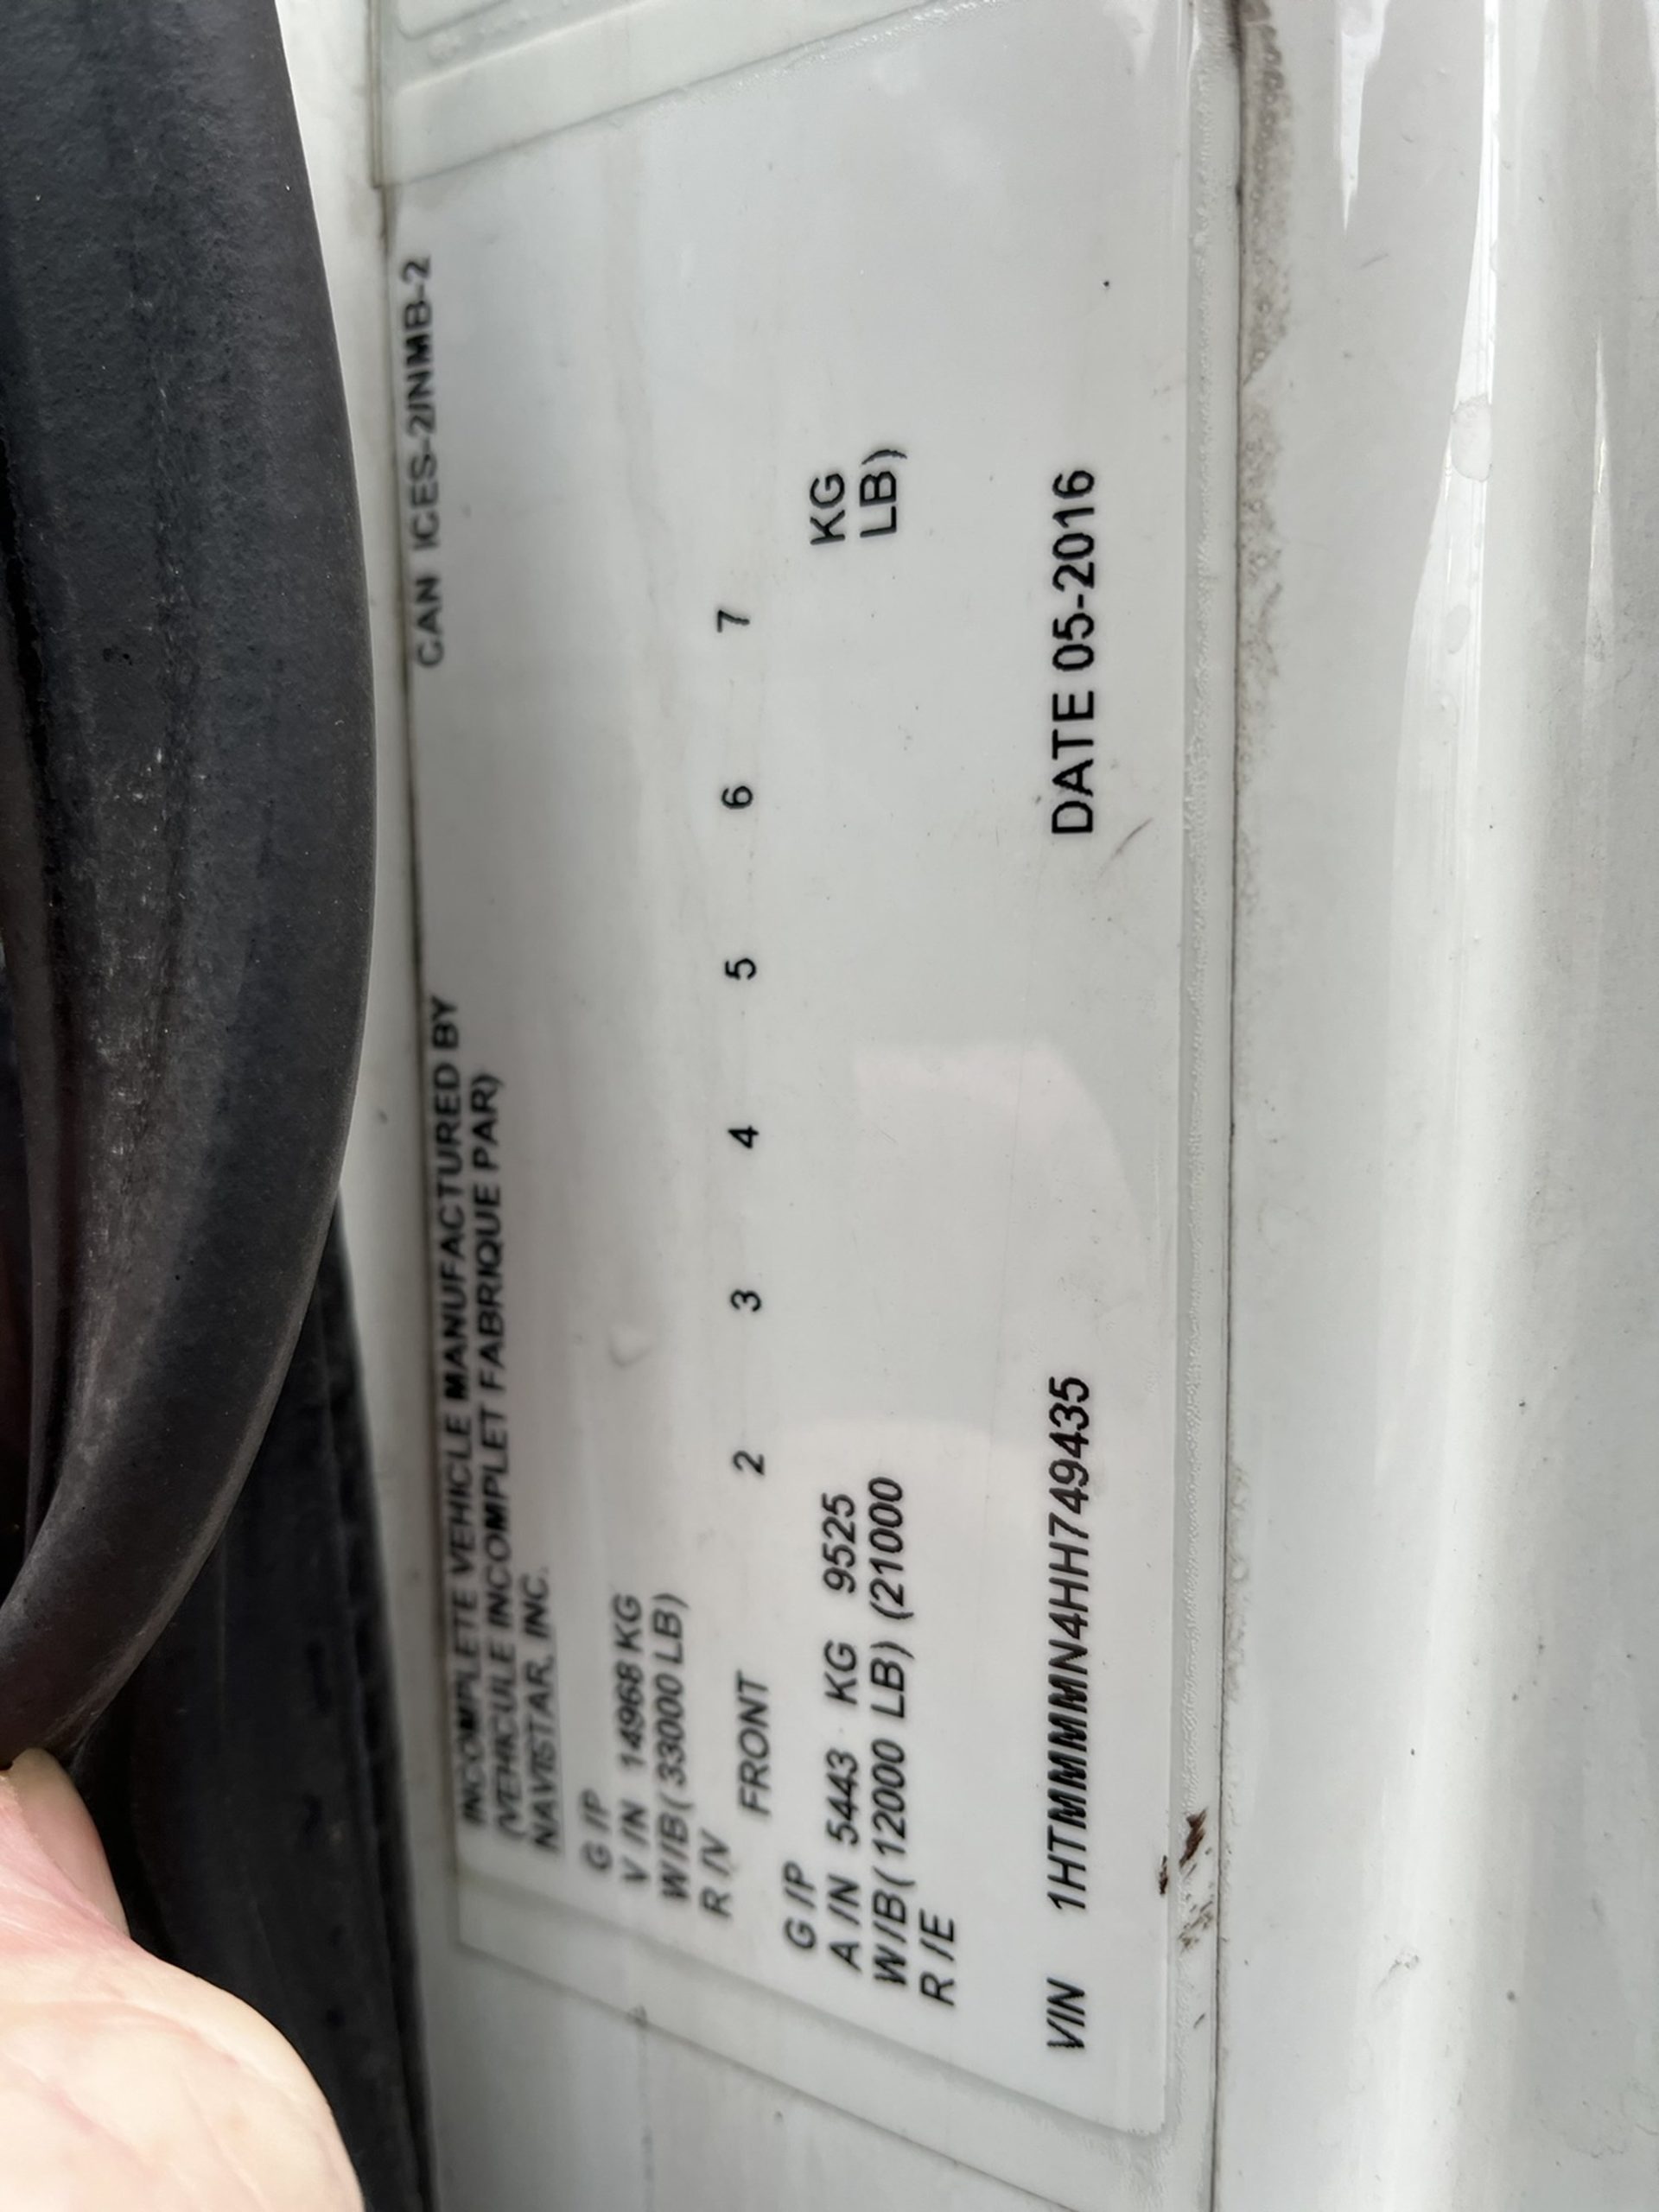 CAN ICES-2/NMB-2
INCOMPLETE VEHICLE MANUFACTURED BY
(VEHICULE INCOMPLET FABRIQUE PAR)
NAVISTAR, INC.
G /P
V /N 14968 KG
W/B ( 33000 LB)
R /V
FRONT 2 3 4 5 6 7
G /P
A /N 5443 KG 9525 KG
W/B ( 12000 LB) (21000 LB)
R /E
VIN 1HTMMMMN4HH749435 DATE 05-2016